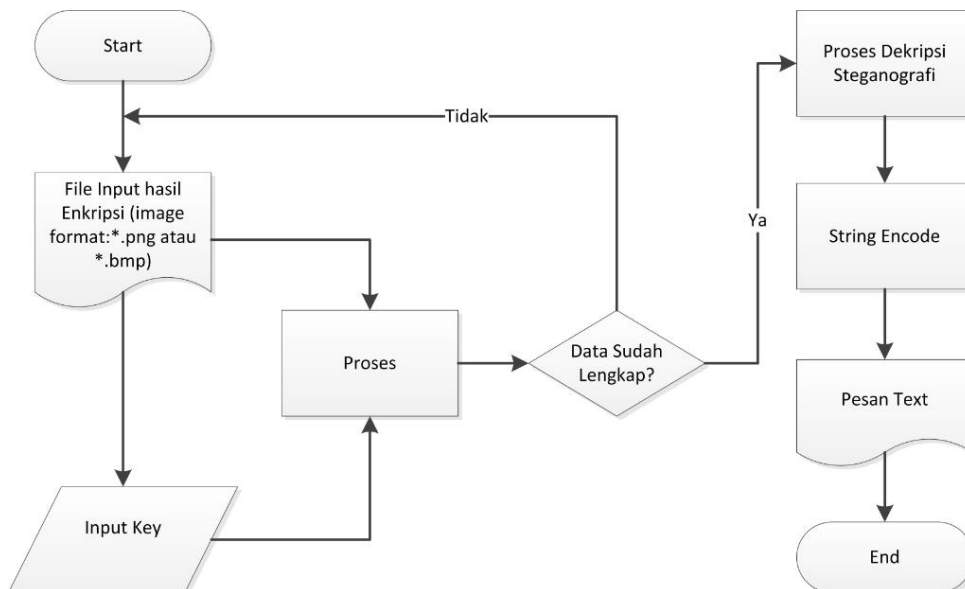 Start
Tidak
File Input hasil
Enkripsi (image
format:*.png atau
*.bmp)
Input Key
Proses
Data Sudah
Lengkap?
Ya
Proses Dekripsi
Steganografi
String Encode
Pesan Text
End